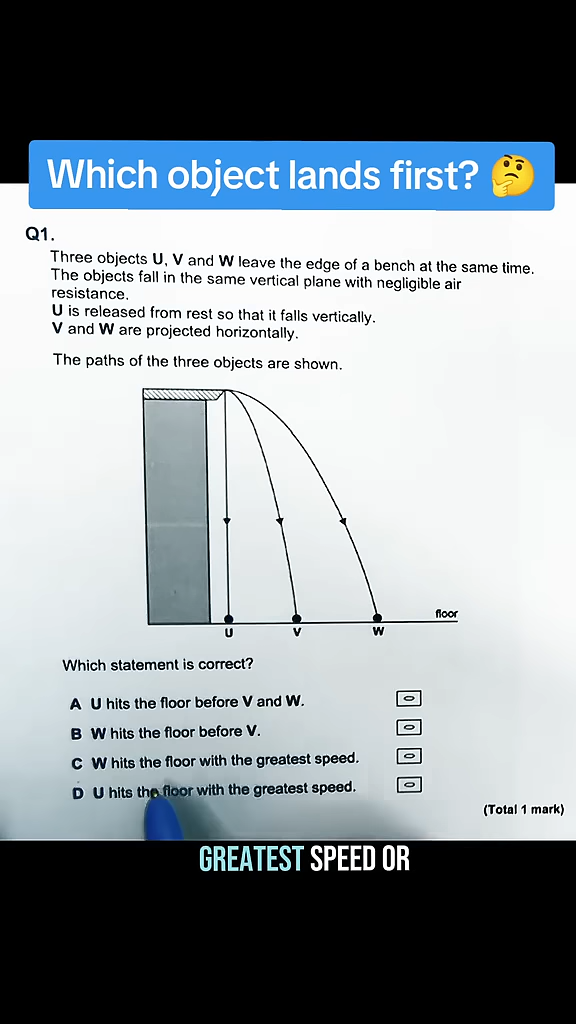 Which object lands first? 🤔
Q1.
Three objects U, V and W leave the edge of a bench at the same time.
The objects fall in the same vertical plane with negligible air
resistance.
U is released from rest so that it falls vertically.
V and W are projected horizontally.
The paths of the three objects are shown.
floor
U V W
Which statement is correct?
A U hits the floor before V and W.
B W hits the floor before V.
C W hits the floor with the greatest speed.
D U hits the floor with the greatest speed.
(Total 1 mark)
GREATEST SPEED OR